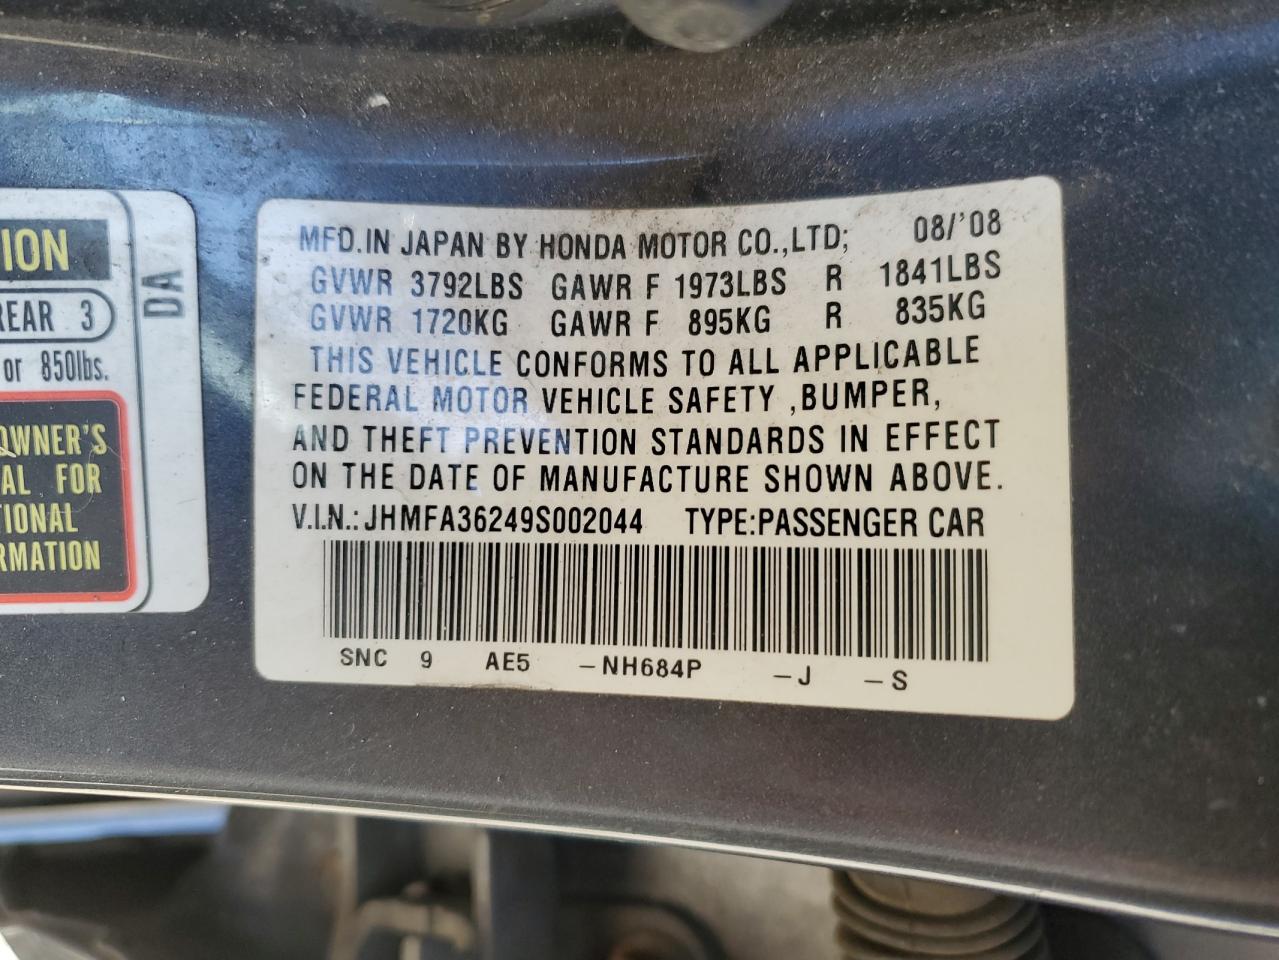 ION
REAR 3
or 850lbs.
OWNER'S
AL FOR
TIONAL
RMATION
DA
MFD.IN JAPAN BY HONDA MOTOR CO.,LTD; 08/'08
GVWR 3792LBS GAWR F 1973LBS R 1841LBS
GVWR 1720KG GAWR F 895KG R 835KG
THIS VEHICLE CONFORMS TO ALL APPLICABLE
FEDERAL MOTOR VEHICLE SAFETY ,BUMPER,
AND THEFT PREVENTION STANDARDS IN EFFECT
ON THE DATE OF MANUFACTURE SHOWN ABOVE.
V.I.N.:JHMFA36249S002044 TYPE:PASSENGER CAR
SNC 9 AE5 -NH684P -J -S